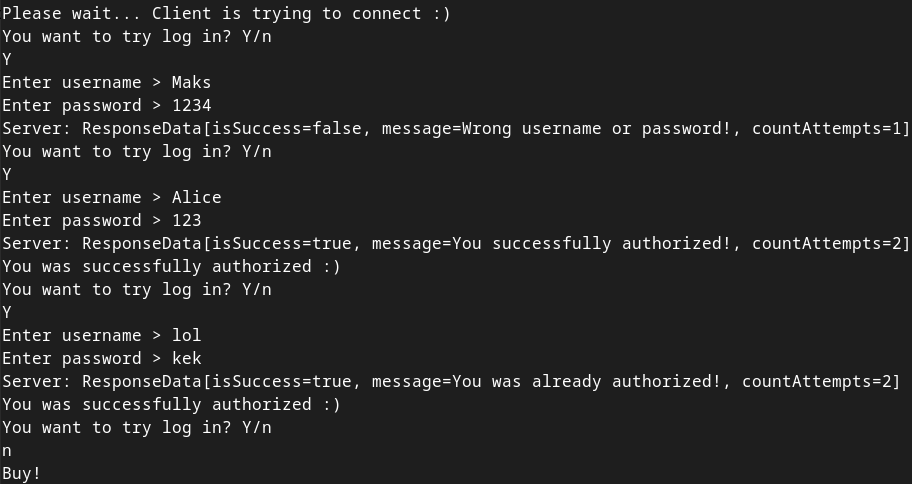 Please wait... Client is trying to connect :)
You want to try log in? Y/n
Y
Enter username > Maks
Enter password > 1234
Server: ResponseData[isSuccess=false, message=Wrong username or password!, countAttempts=1]
You want to try log in? Y/n
Y
Enter username > Alice
Enter password > 123
Server: ResponseData[isSuccess=true, message=You successfully authorized!, countAttempts=2]
You was successfully authorized :)
You want to try log in? Y/n
Y
Enter username > lol
Enter password > kek
Server: ResponseData[isSuccess=true, message=You was already authorized!, countAttempts=2]
You was successfully authorized :)
You want to try log in? Y/n
n
Buy!